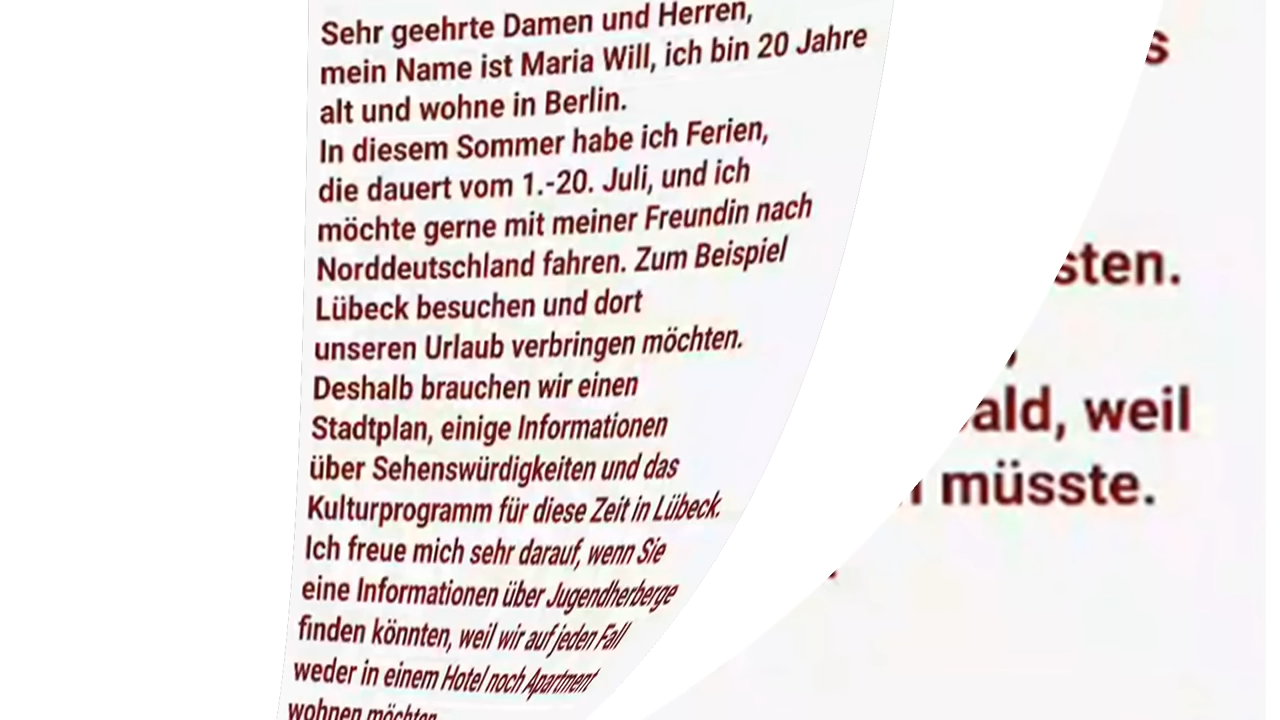 Sehr geehrte Damen und Herren,
mein Name ist Maria Will, ich bin 20 Jahre
alt und wohne in Berlin.
In diesem Sommer habe ich Ferien,
die dauert vom 1.-20. Juli, und ich
möchte gerne mit meiner Freundin nach
Norddeutschland fahren. Zum Beispiel
Lübeck besuchen und dort
unseren Urlaub verbringen möchten.
Deshalb brauchen wir einen
Stadtplan, einige Informationen
über Sehenswürdigkeiten und das
Kulturprogramm für diese Zeit in Lübeck.
Ich freue mich sehr darauf, wenn Sie
eine Informationen über Jugendherberge
finden könnten, weil wir auf jeden Fall
weder in einem Hotel noch Apartment
wohnen möchten
weil
müsste.